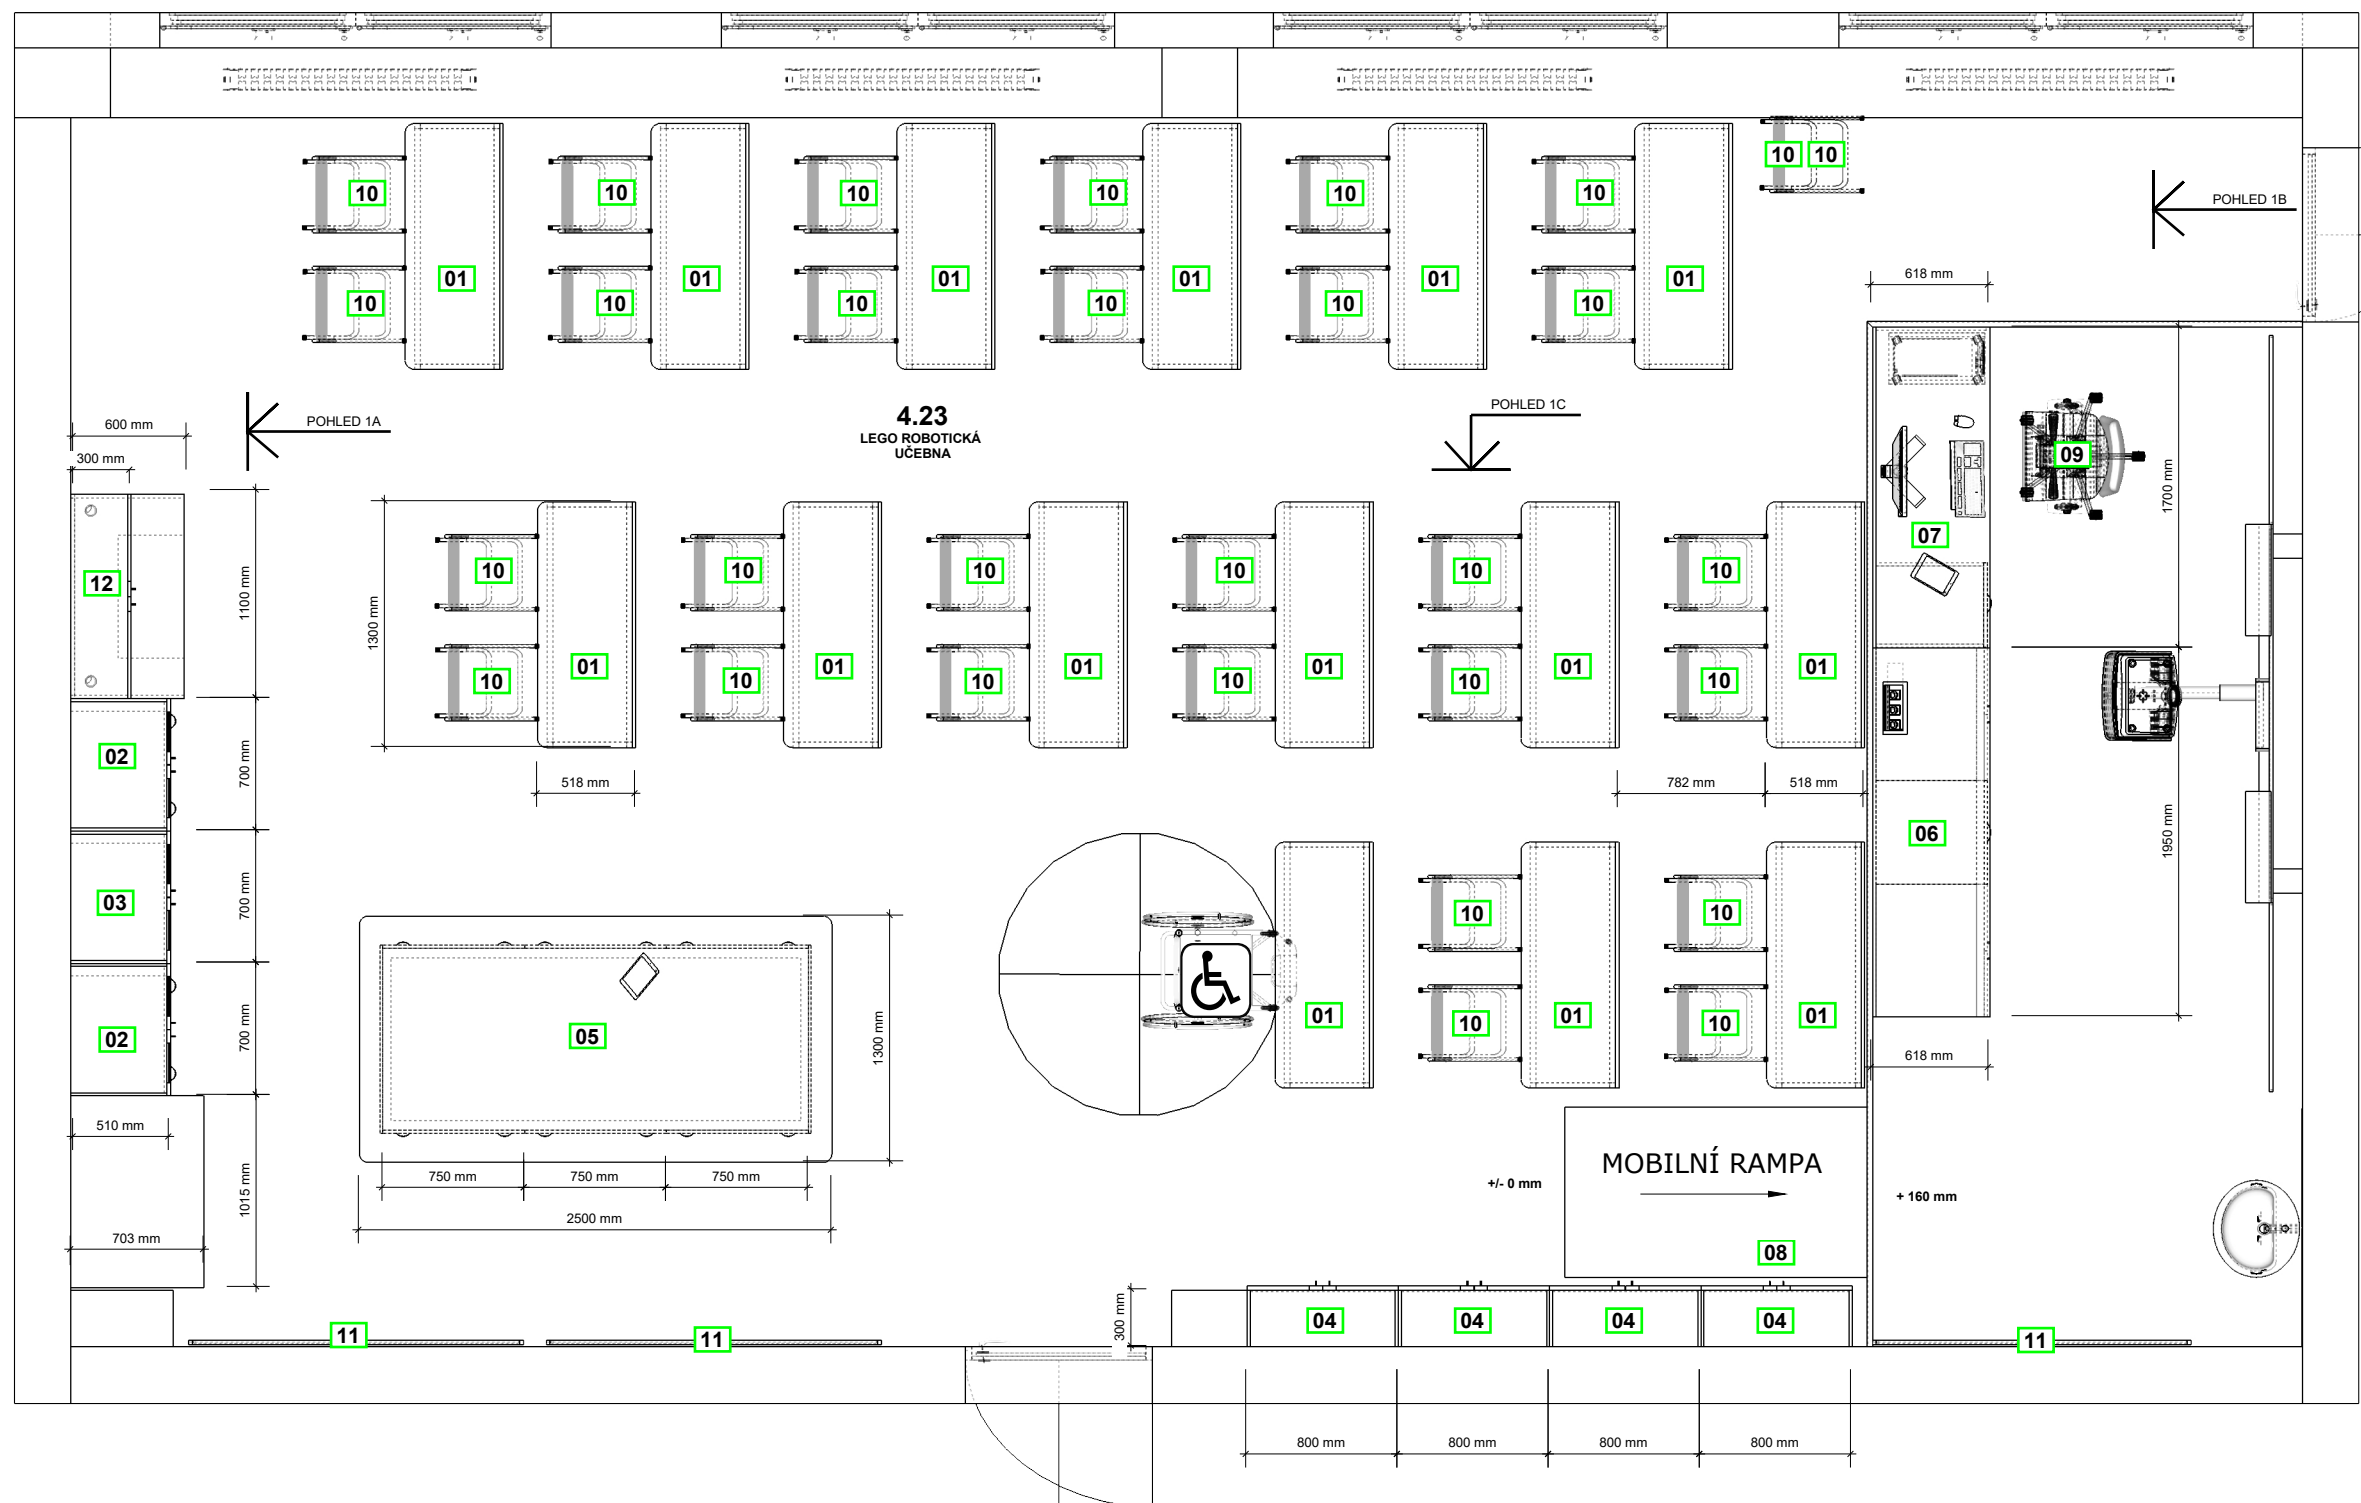 10 10
POHLED 1B
10 10 10 10 10 10
01 01 01 01 01 01
10 10 10 10 10 10
618 mm
4.23
LEGO ROBOTICKÁ
UČEBNA
POHLED 1A
POHLED 1C
600 mm
300 mm
09
1700 mm
07
12
1100 mm
1300 mm
10 10 10 10 10 10
01 01 01 01 01 01
10 10 10 10 10 10
02
700 mm
518 mm
782 mm
518 mm
06
1950 mm
03
700 mm
10 10
01 01 01
10 10
02
700 mm
05
1300 mm
618 mm
510 mm
750 mm 750 mm 750 mm
2500 mm
1015 mm
703 mm
MOBILNÍ RAMPA
+/- 0 mm
+ 160 mm
08
300 mm
04 04 04 04
11 11 11
800 mm 800 mm 800 mm 800 mm